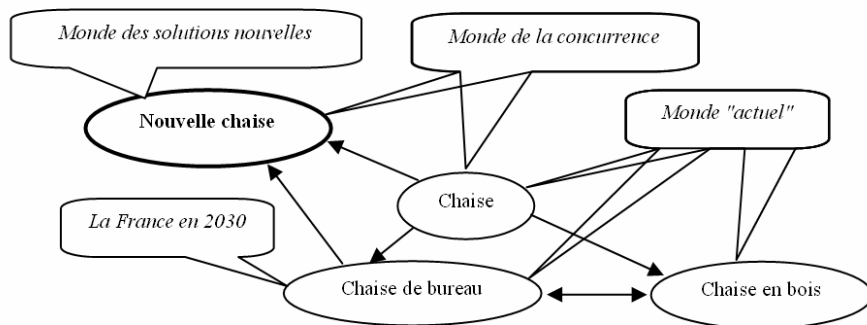 Monde des solutions nouvelles
Monde de la concurrence
Nouvelle chaise
Monde "actuel"
Chaise
La France en 2030
Chaise de bureau
Chaise en bois